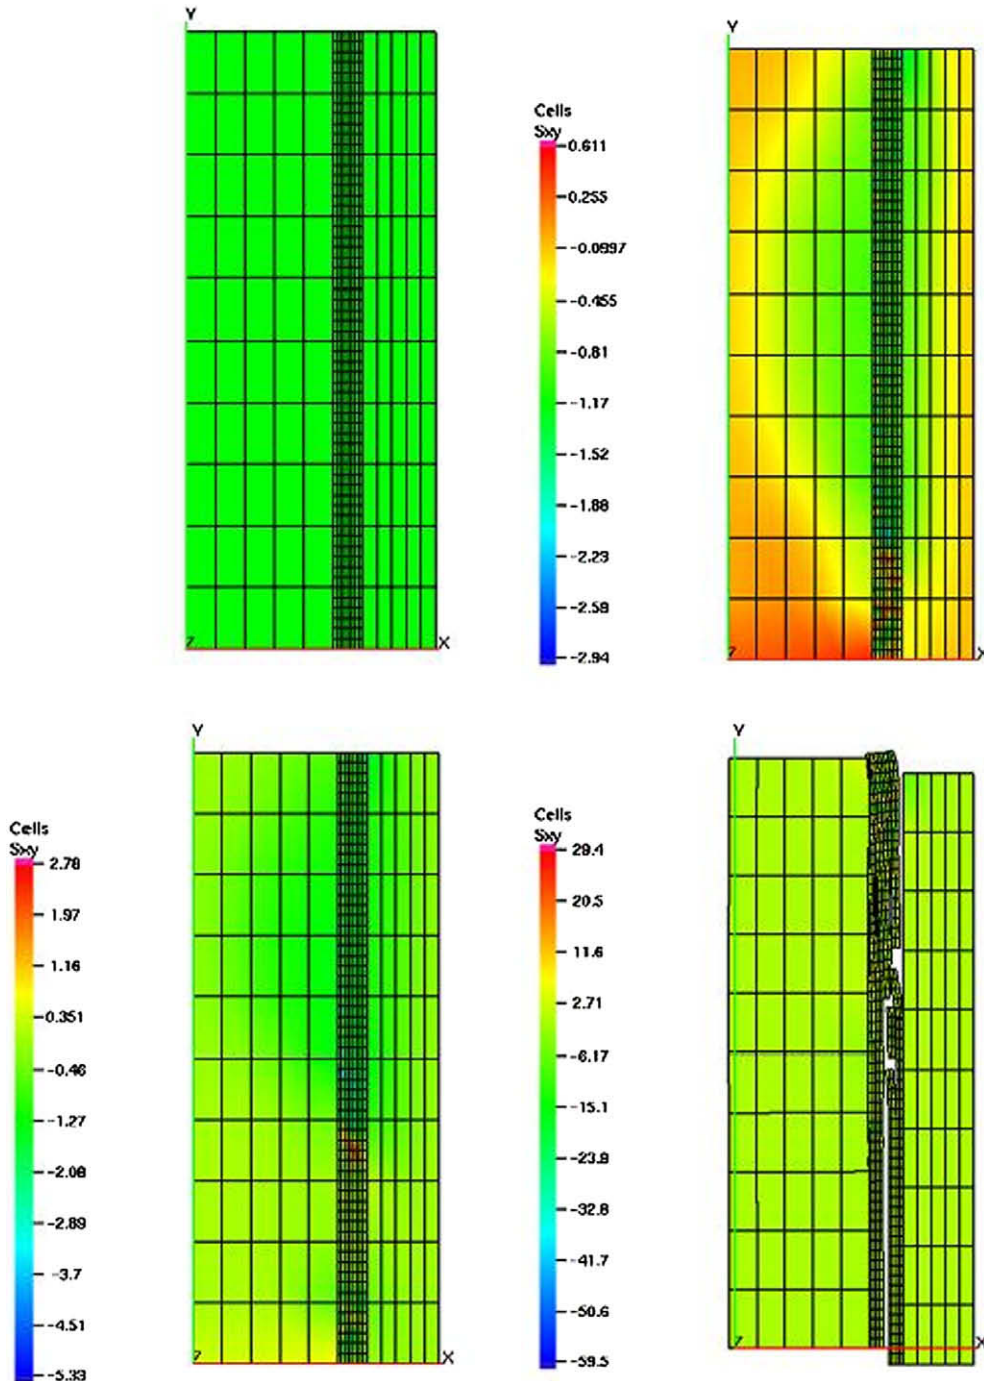 Y
Z
X
Y
Z
X
Cells
Sxy
0.611
0.255
-0.0997
-0.455
-0.81
-1.17
-1.52
-1.88
-2.23
-2.58
-2.94
Y
Z
X
Cells
Sxy
2.78
1.97
1.16
0.351
-0.46
-1.27
-2.08
-2.89
-3.7
-4.51
-5.33
Y
Z
X
Cells
Sxy
29.4
20.5
11.6
2.71
-6.17
-15.1
-23.9
-32.8
-41.7
-50.6
-59.5